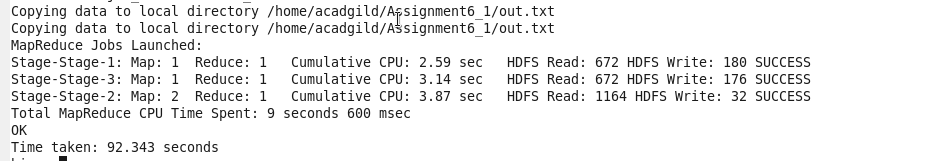 Copying data to local directory /home/acadgild/Assignment6_1/out.txt
Copying data to local directory /home/acadgild/Assignment6_1/out.txt
MapReduce Jobs Launched:
Stage-Stage-1: Map: 1  Reduce: 1   Cumulative CPU: 2.59 sec   HDFS Read: 672 HDFS Write: 180 SUCCESS
Stage-Stage-3: Map: 1  Reduce: 1   Cumulative CPU: 3.14 sec   HDFS Read: 672 HDFS Write: 176 SUCCESS
Stage-Stage-2: Map: 2  Reduce: 1   Cumulative CPU: 3.87 sec   HDFS Read: 1164 HDFS Write: 32 SUCCESS
Total MapReduce CPU Time Spent: 9 seconds 600 msec
OK
Time taken: 92.343 seconds